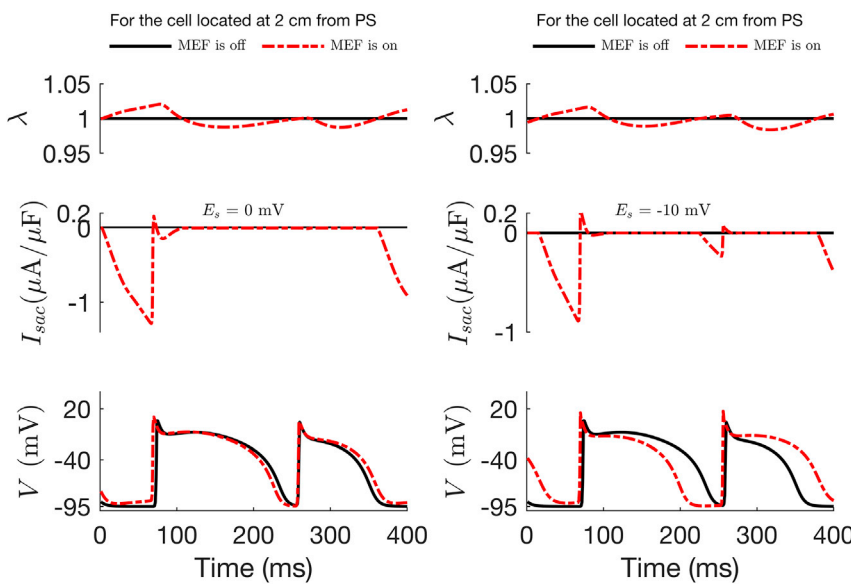 For the cell located at 2 cm from PS
MEF is off MEF is on
1.05
1
0.95
λ
0.2
0
-1
I_sac(μA/μF)
E_s = 0 mV
20
-40
-95
V (mV)
0 100 200 300 400
Time (ms)
For the cell located at 2 cm from PS
MEF is off MEF is on
1.05
1
0.95
λ
0.2
0
-1
I_sac(μA/μF)
E_s = -10 mV
20
-40
-95
V (mV)
0 100 200 300 400
Time (ms)